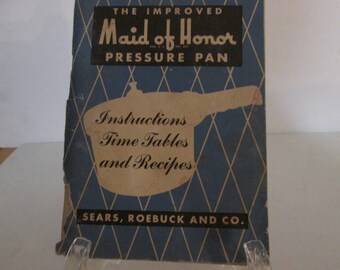 THE IMPROVED
Maid of Honor
PRESSURE PAN
Instructions
Time Tables
and Recipes
SEARS, ROEBUCK AND CO.